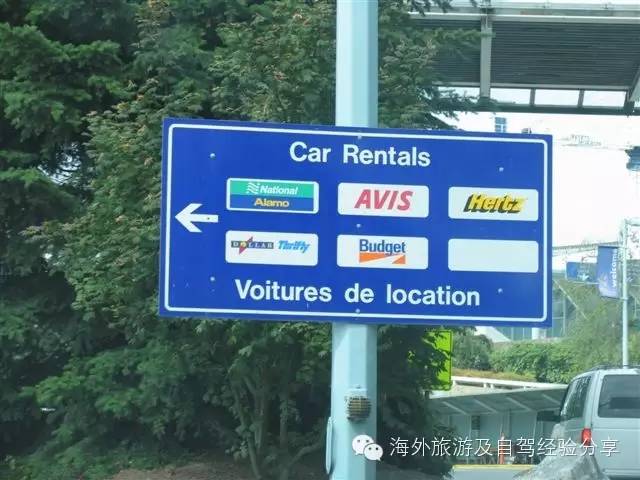 Car Rentals
National AVIS Hertz
Alamo
DOLLAR Thrifty Budget
Voitures de location
welcome
海外旅游及自驾经验分享